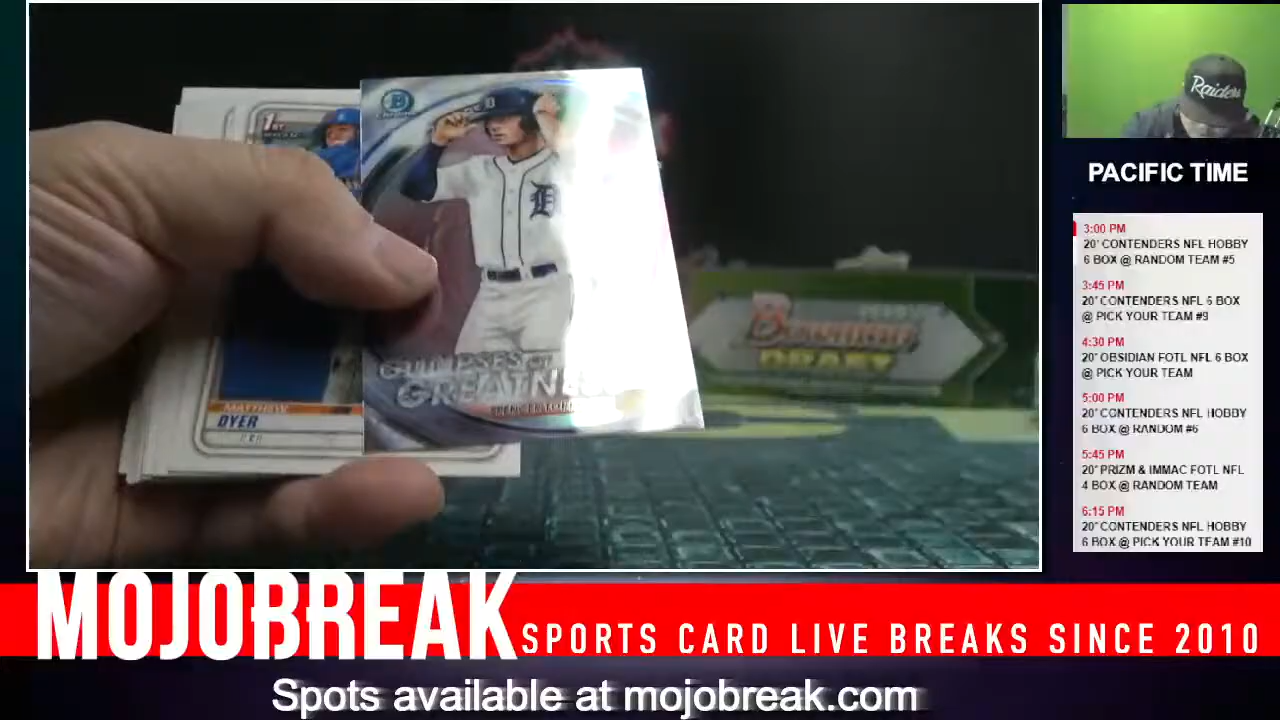 Raiders
PACIFIC TIME
3:00 PM
20' CONTENDERS NFL HOBBY
6 BOX @ RANDOM TEAM #5
3:45 PM
20' CONTENDERS NFL 6 BOX
@ PICK YOUR TEAM #9
4:30 PM
20' OBSIDIAN FOTL NFL 6 BOX
@ PICK YOUR TEAM
5:00 PM
20' CONTENDERS NFL HOBBY
6 BOX @ RANDOM #6
5:45 PM
20' PRIZM & IMMAC FOTL NFL
4 BOX @ RANDOM TEAM
6:15 PM
20' CONTENDERS NFL HOBBY
6 BOX @ PICK YOUR TEAM #10
1ST
B
Chrome
D
D
GLIMPSES OF
MATTHEW
DYER
Bowman
DRAFT
MOJOBREAK
SPORTS CARD LIVE BREAKS SINCE 2010
Spots available at mojobreak.com